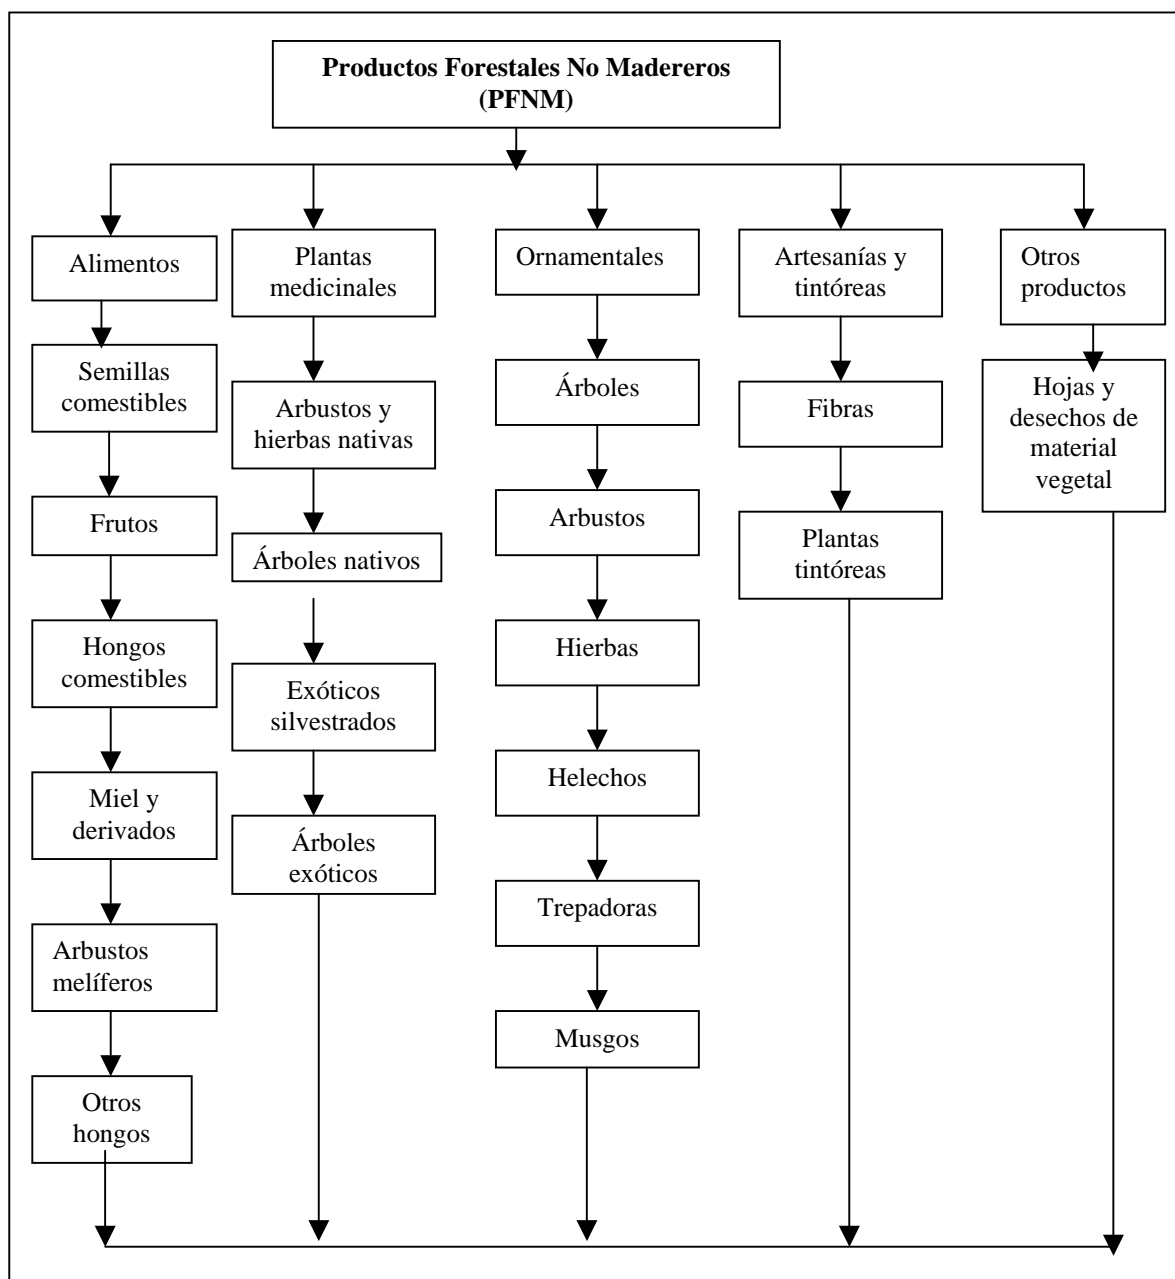 Productos Forestales No Madereros
(PFNM)
Alimentos
Semillas
comestibles
Frutos
Hongos
comestibles
Miel y
derivados
Arbustos
melíferos
Otros
hongos
Plantas
medicinales
Arbustos y
hierbas nativas
Árboles nativos
Exóticos
silvestrados
Árboles
exóticos
Ornamentales
Árboles
Arbustos
Hierbas
Helechos
Trepadoras
Musgos
Artesanías y
tintóreas
Fibras
Plantas
tintóreas
Otros
productos
Hojas y
desechos de
material
vegetal